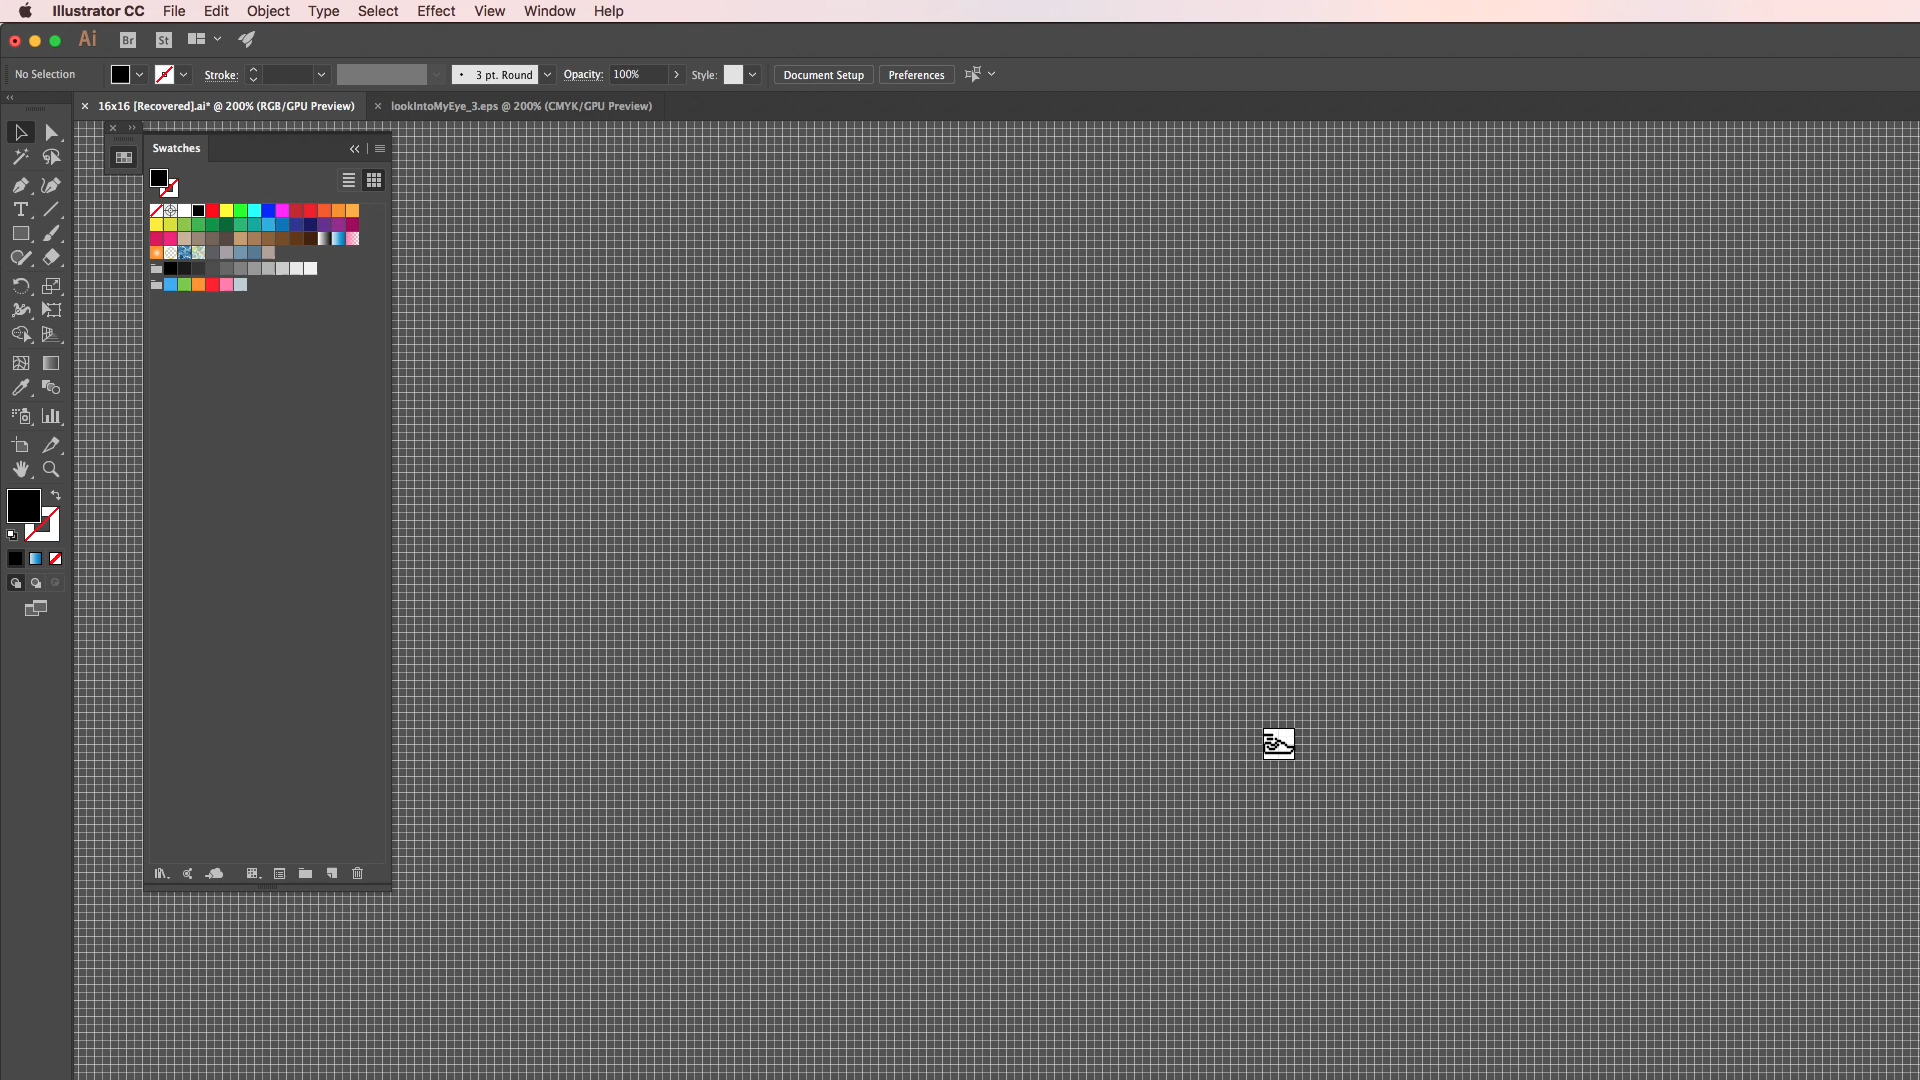 Illustrator CC File Edit Object Type Select Effect View Window Help
Ai Br St
No Selection Stroke: 3 pt. Round Opacity: 100% Style: Document Setup Preferences
16x16 [Recovered].ai* @ 200% (RGB/GPU Preview) lookIntoMyEye_3.eps @ 200% (CMYK/GPU Preview)
Swatches